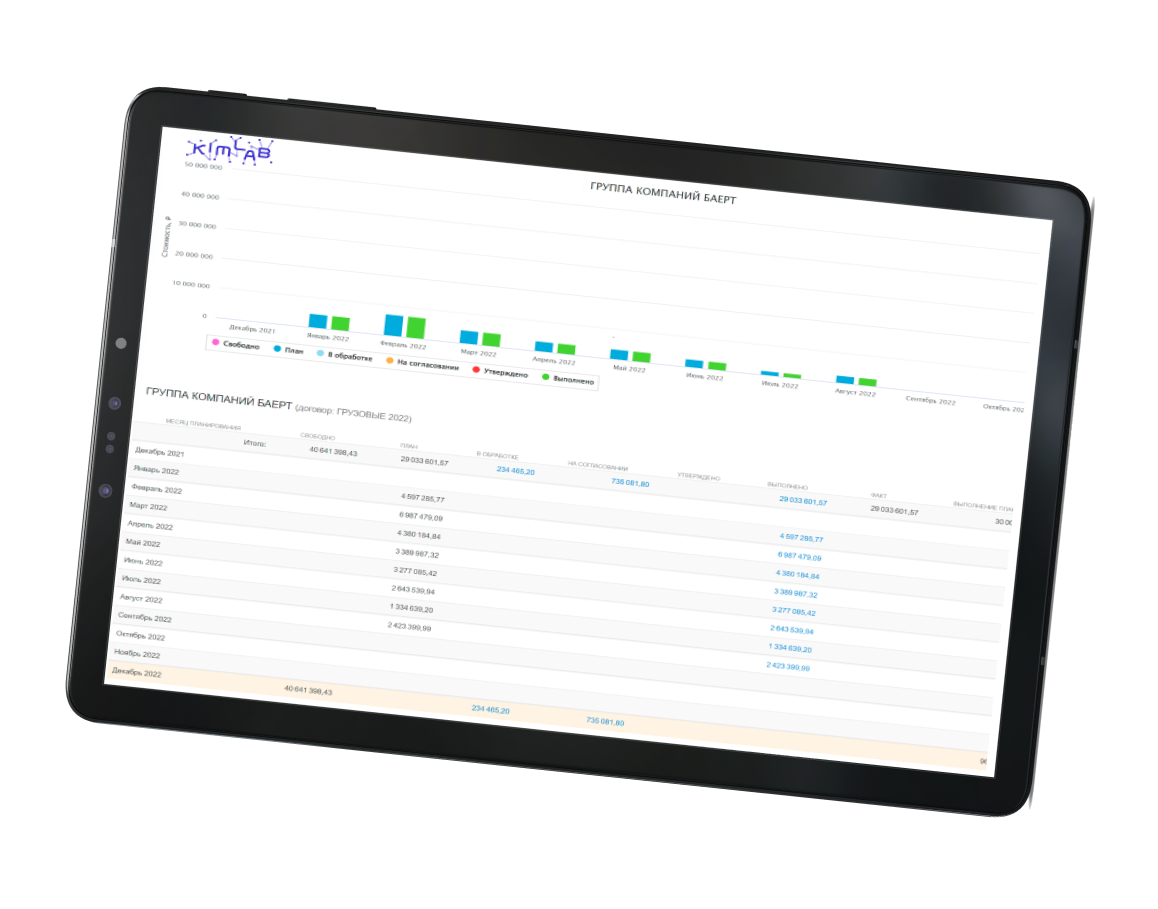 KIMLAB
ГРУППА КОМПАНИЙ БАЕРТ
Стоимость, ₽
50 000 000
40 000 000
30 000 000
20 000 000
10 000 000
0
Декабрь 2021 Январь 2022 Февраль 2022 Март 2022 Апрель 2022 Май 2022 Июнь 2022 Июль 2022 Август 2022 Сентябрь 2022 Октябрь 202
Свободно План В обработке На согласовании Утверждено Выполнено
ГРУППА КОМПАНИЙ БАЕРТ (договор: ГРУЗОВЫЕ 2022)
МЕСЯЦ ПЛАНИРОВАНИЯ СВОБОДНО ПЛАН В ОБРАБОТКЕ НА СОГЛАСОВАНИИ УТВЕРЖДЕНО ВЫПОЛНЕНО ФАКТ ВЫПОЛНЕНИЕ ПЛАН
Итого: 40 641 398,43 29 033 601,57 234 465,20 736 081,80 29 033 601,57 29 033 601,57 30 00
Декабрь 2021
Январь 2022 4 597 285,77 4 597 285,77
Февраль 2022 6 987 479,09 6 987 479,09
Март 2022 4 380 184,84 4 380 184,84
Апрель 2022 3 389 987,32 3 389 987,32
Май 2022 3 277 085,42 3 277 085,42
Июнь 2022 2 643 539,94 2 643 539,94
Июль 2022 1 334 639,20 1 334 639,20
Август 2022 2 423 399,99 2 423 399,99
Сентябрь 2022
Октябрь 2022
Ноябрь 2022
Декабрь 2022 40 641 398,43 234 465,20 736 081,80